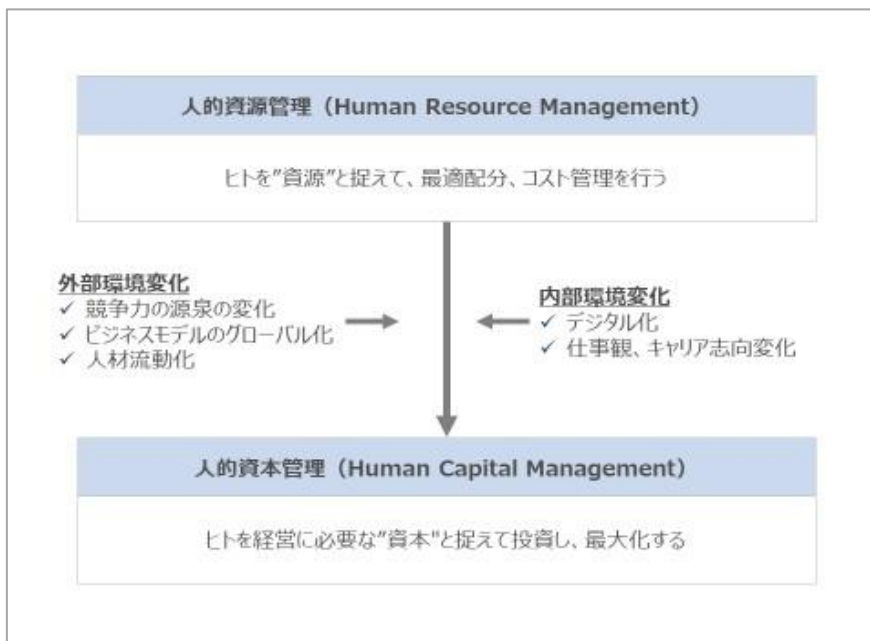 人的資源管理（Human Resource Management）
ヒトを”資源”と捉えて、最適配分、コスト管理を行う
外部環境変化
✓ 競争力の源泉の変化
✓ ビジネスモデルのグローバル化
✓ 人材流動化
内部環境変化
✓ デジタル化
✓ 仕事観、キャリア志向変化
人的資本管理（Human Capital Management）
ヒトを経営に必要な”資本"と捉えて投資し、最大化する